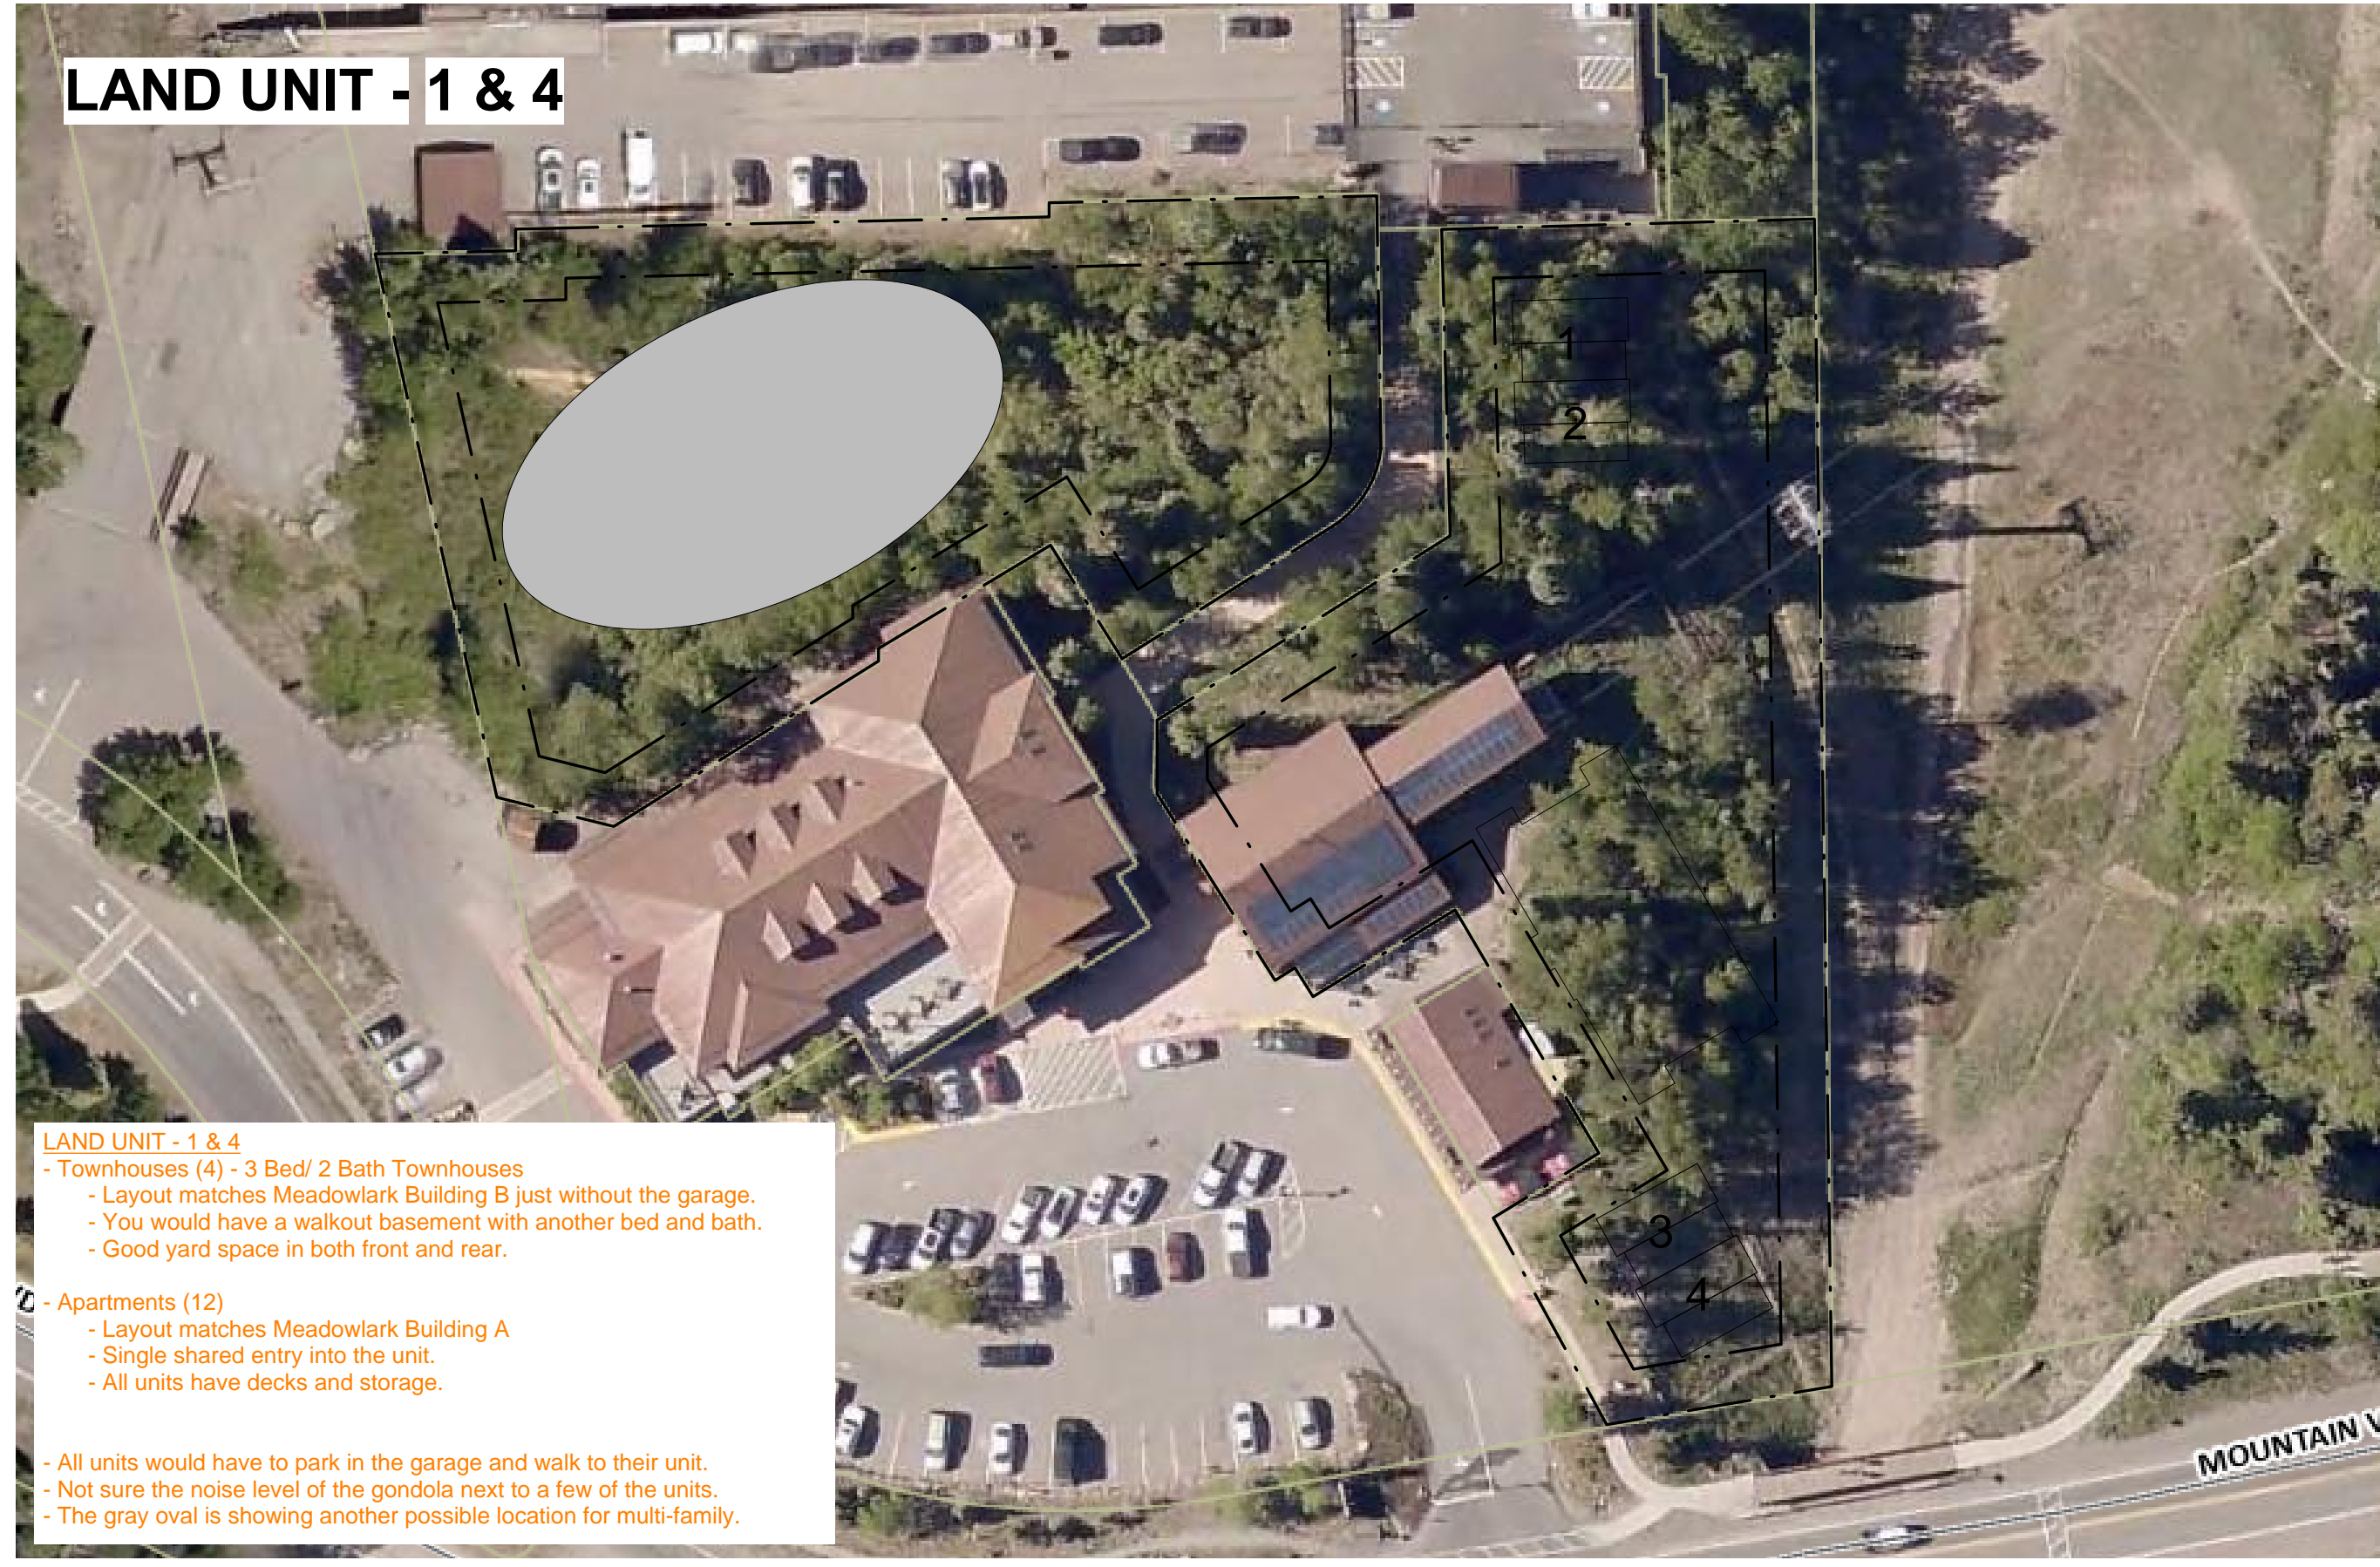 LAND UNIT - 1 & 4
1
2
3
4
LAND UNIT - 1 & 4
- Townhouses (4) - 3 Bed/ 2 Bath Townhouses
- Layout matches Meadowlark Building B just without the garage.
- You would have a walkout basement with another bed and bath.
- Good yard space in both front and rear.
- Apartments (12)
- Layout matches Meadowlark Building A
- Single shared entry into the unit.
- All units have decks and storage.
- All units would have to park in the garage and walk to their unit.
- Not sure the noise level of the gondola next to a few of the units.
- The gray oval is showing another possible location for multi-family.
MOUNTAIN V